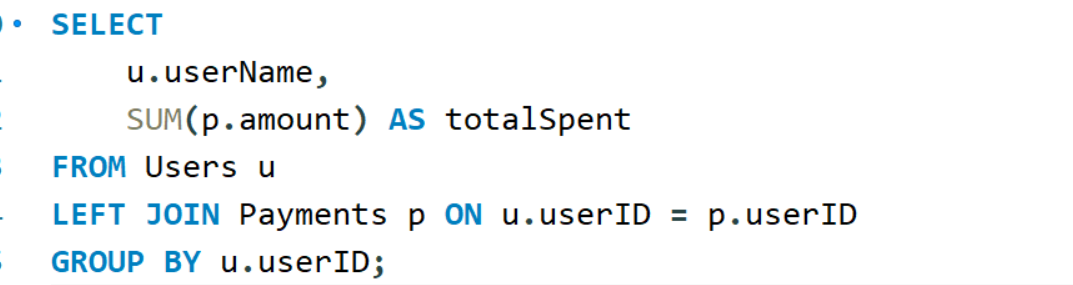 SELECT
u.userName,
SUM(p.amount) AS totalSpent
FROM Users u
LEFT JOIN Payments p ON u.userID = p.userID
GROUP BY u.userID;